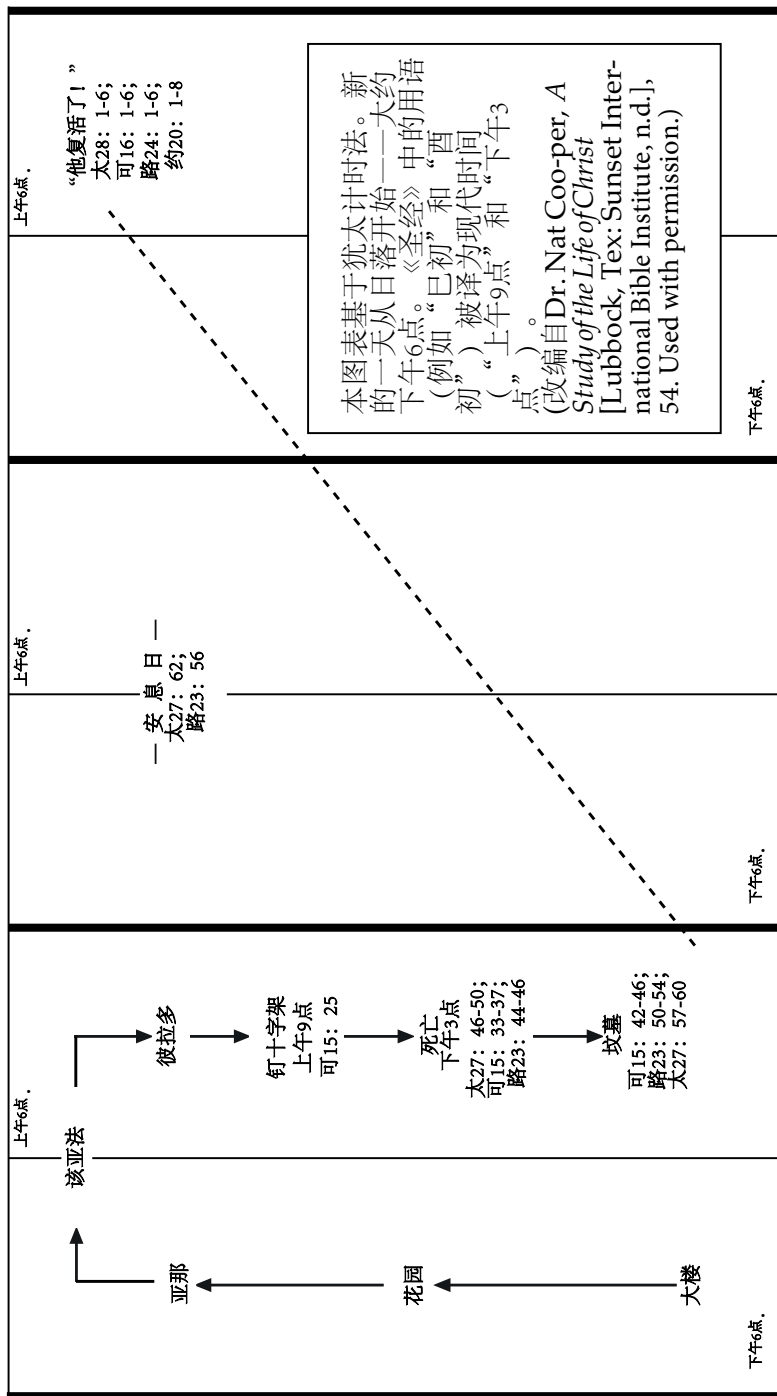 上午6点.
该亚法
亚那
花园
大楼
下午6点.
彼拉多
钉十字架
上午9点
可15：25
死亡
下午3点
太27：46-50；
可15：33-37；
路23：44-46
坟墓
可15：42-46；
路23：50-54；
太27：57-60
上午6点.
— 安 息 日 —
太27：62；
路23：56
下午6点.
上午6点.
“他复活了！”
太28：1-6；
可16：1-6；
路24：1-6；
约20：1-8
本图表基于犹太计时法。新
的一天从日落开始——大约
下午6点。《圣经》中的用语
（例如“已初”和“酉
初”）被译为现代时间
（“上午9点”和“下午3
点”）。
(改编自Dr. Nat Coo-per, A
Study of the Life of Christ
[Lubbock, Tex: Sunset Inter-
national Bible Institute, n.d.],
54. Used with permission.)
下午6点.